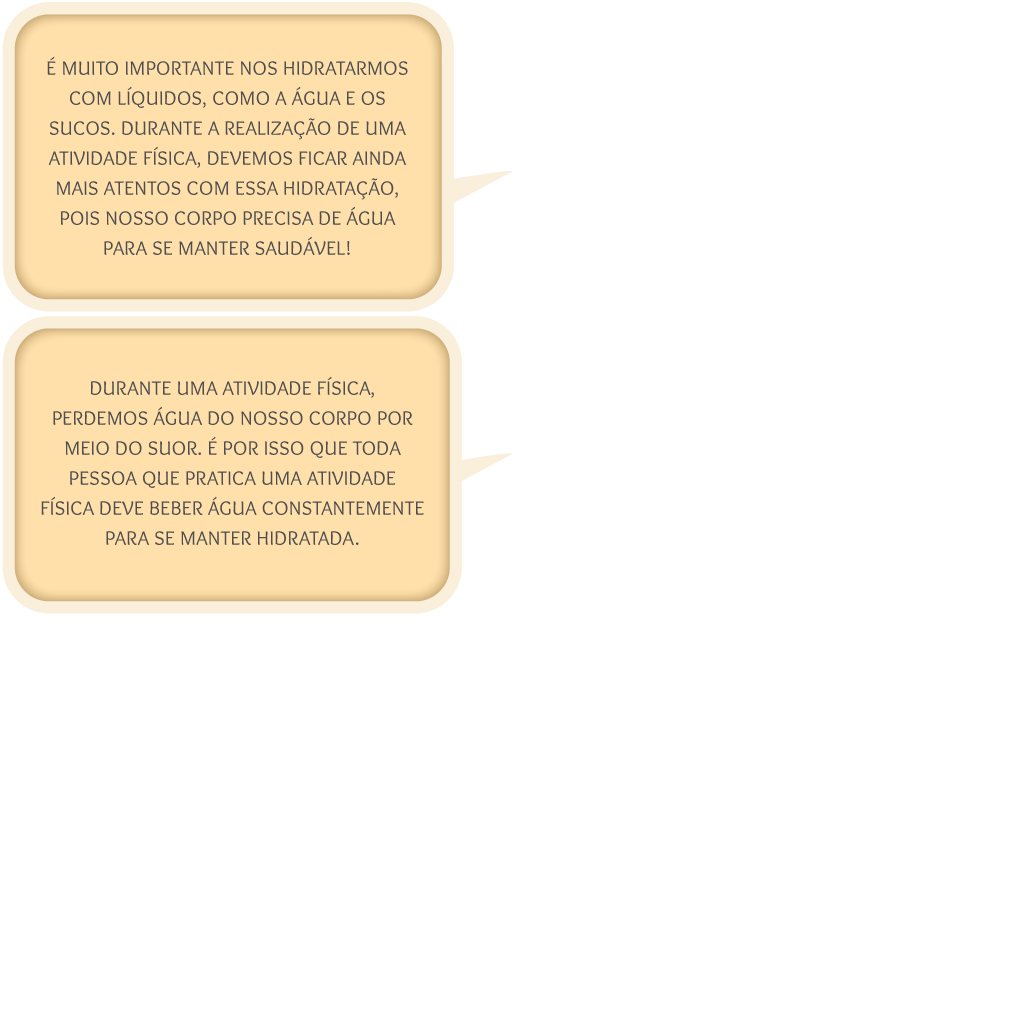 É MUITO IMPORTANTE NOS HIDRATARMOS
COM LÍQUIDOS, COMO A ÁGUA E OS
SUCOS. DURANTE A REALIZAÇÃO DE UMA
ATIVIDADE FÍSICA, DEVEMOS FICAR AINDA
MAIS ATENTOS COM ESSA HIDRATAÇÃO,
POIS NOSSO CORPO PRECISA DE ÁGUA
PARA SE MANTER SAUDÁVEL!
DURANTE UMA ATIVIDADE FÍSICA,
PERDEMOS ÁGUA DO NOSSO CORPO POR
MEIO DO SUOR. É POR ISSO QUE TODA
PESSOA QUE PRATICA UMA ATIVIDADE
FÍSICA DEVE BEBER ÁGUA CONSTANTEMENTE
PARA SE MANTER HIDRATADA.